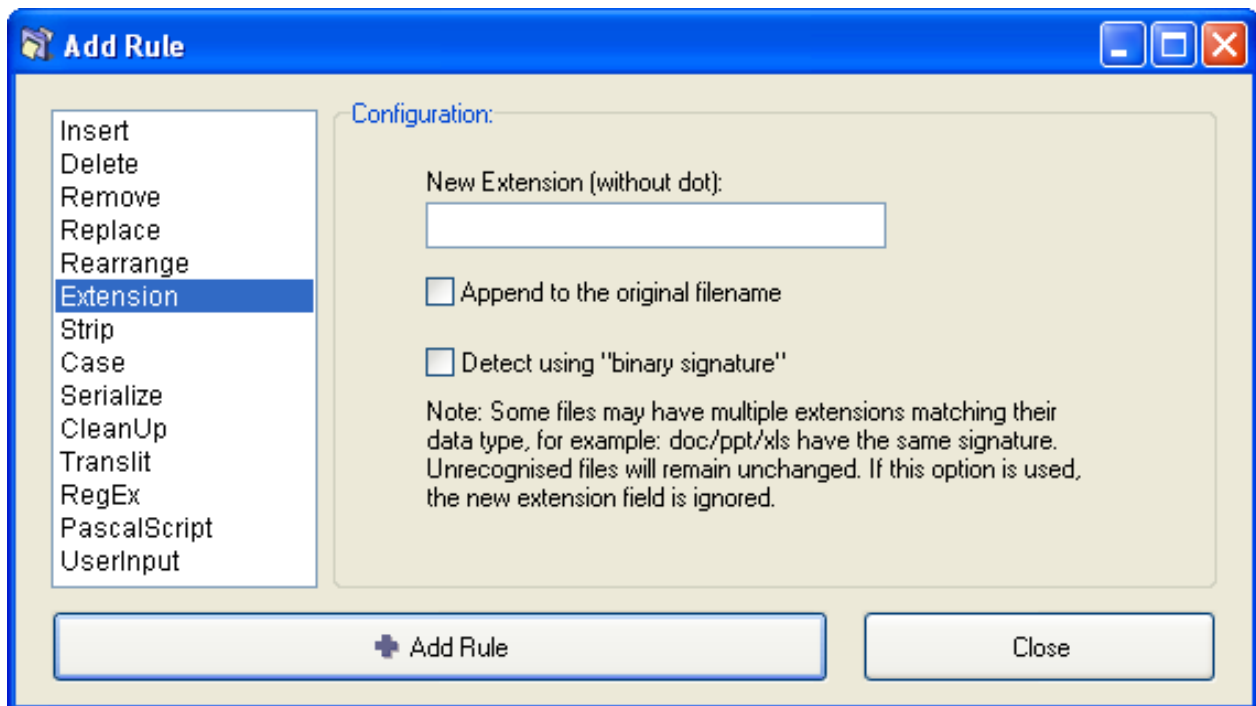 Add Rule
Insert
Delete
Remove
Replace
Rearrange
Extension
Strip
Case
Serialize
CleanUp
Translit
RegEx
PascalScript
UserInput
Configuration:
New Extension (without dot):
Append to the original filename
Detect using "binary signature"
Note: Some files may have multiple extensions matching their
data type, for example: doc/ppt/xls have the same signature.
Unrecognised files will remain unchanged. If this option is used,
the new extension field is ignored.
Add Rule
Close